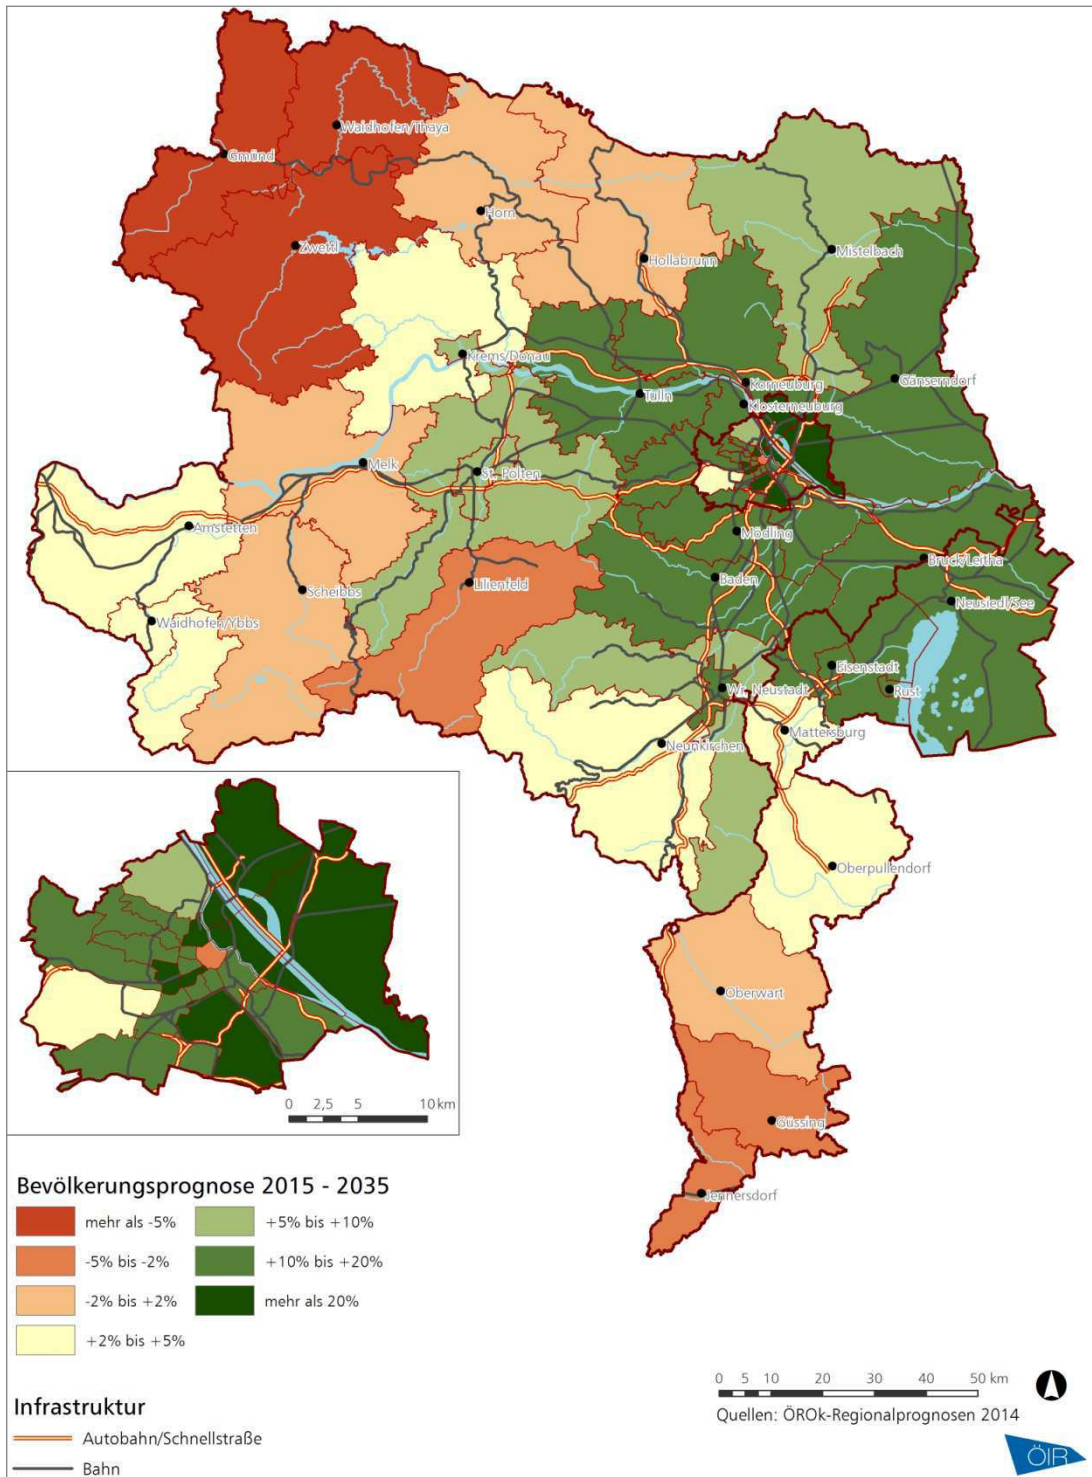 Waidhofen/Thaya
Gmünd
Horn
Zwettl
Hollabrunn
Mistelbach
Krems/Donau
Tulln
Korneuburg
Klosterneuburg
Gänserndorf
Melk
St. Pölten
Amstetten
Mödling
Bruck/Leitha
Baden
Lilienfeld
Scheibbs
Neusiedl/See
Waidhofen/Ybbs
Eisenstadt
Rust
Wr. Neustadt
Mattersburg
Neunkirchen
Oberpullendorf
Oberwart
Güssing
Jennersdorf
0 2,5 5 10 km
Bevölkerungsprognose 2015 - 2035
mehr als -5%
-5% bis -2%
-2% bis +2%
+2% bis +5%
+5% bis +10%
+10% bis +20%
mehr als 20%
Infrastruktur
Autobahn/Schnellstraße
Bahn
0 5 10 20 30 40 50 km
Quellen: ÖROk-Regionalprognosen 2014
ÖIR